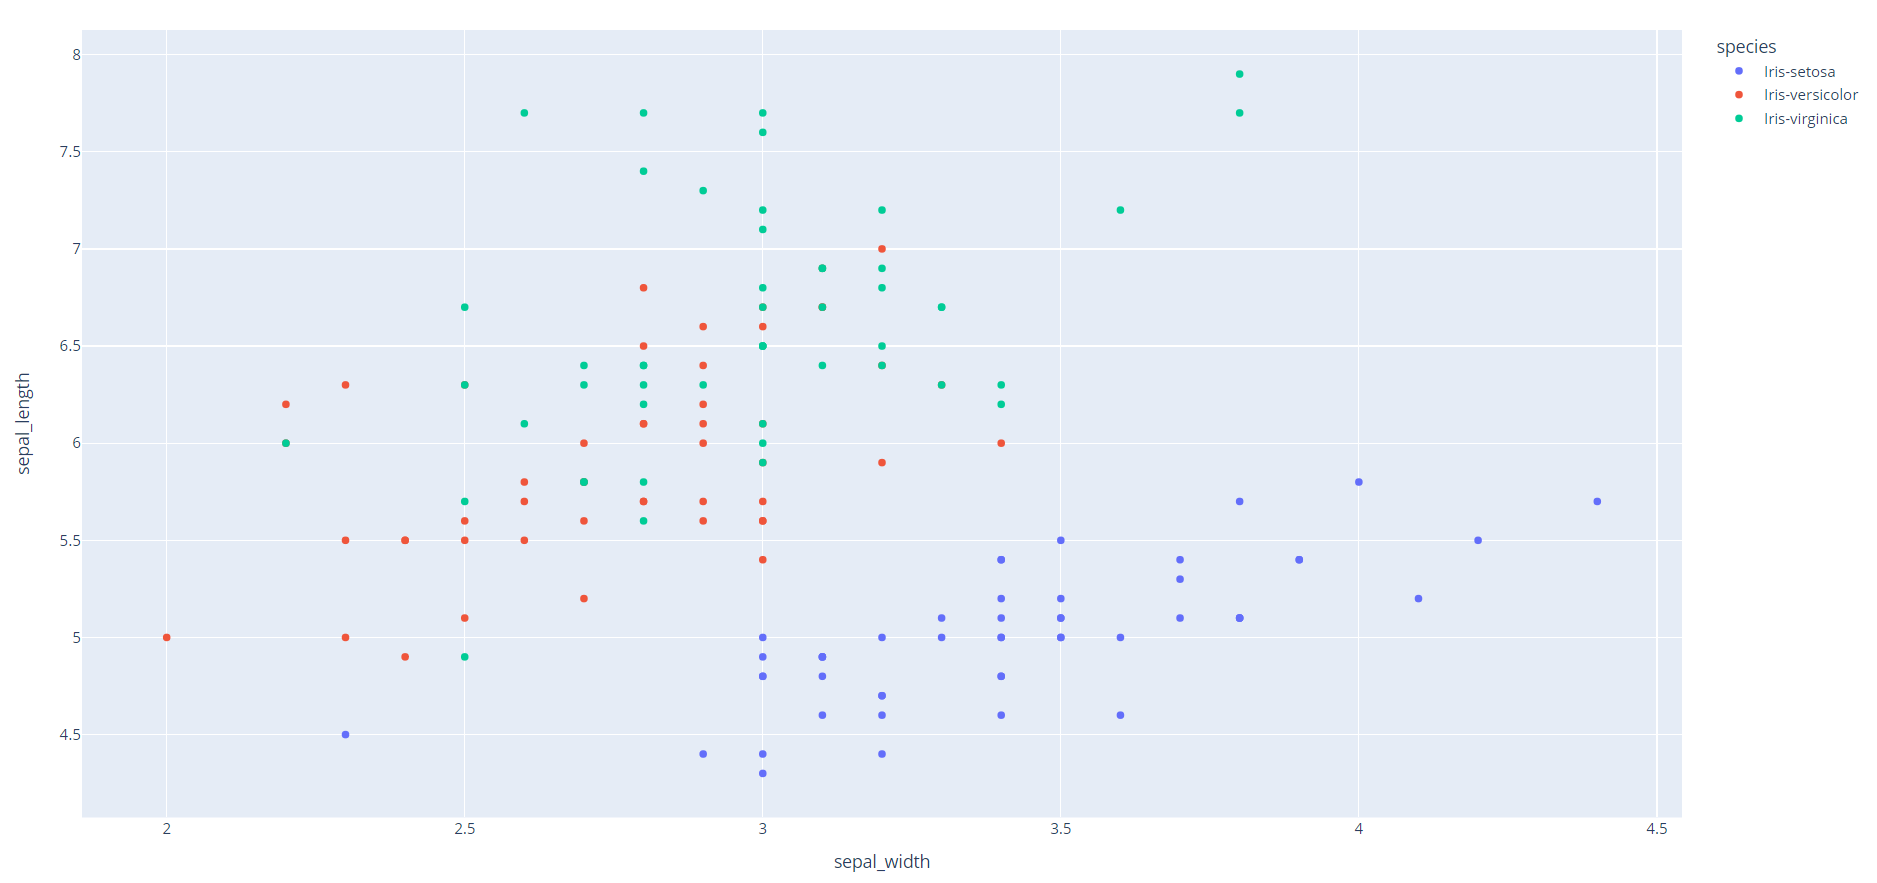 8
7.5
7
6.5
6
5.5
5
4.5
sepal_length
2 2.5 3 3.5 4 4.5
sepal_width
species
Iris-setosa
Iris-versicolor
Iris-virginica